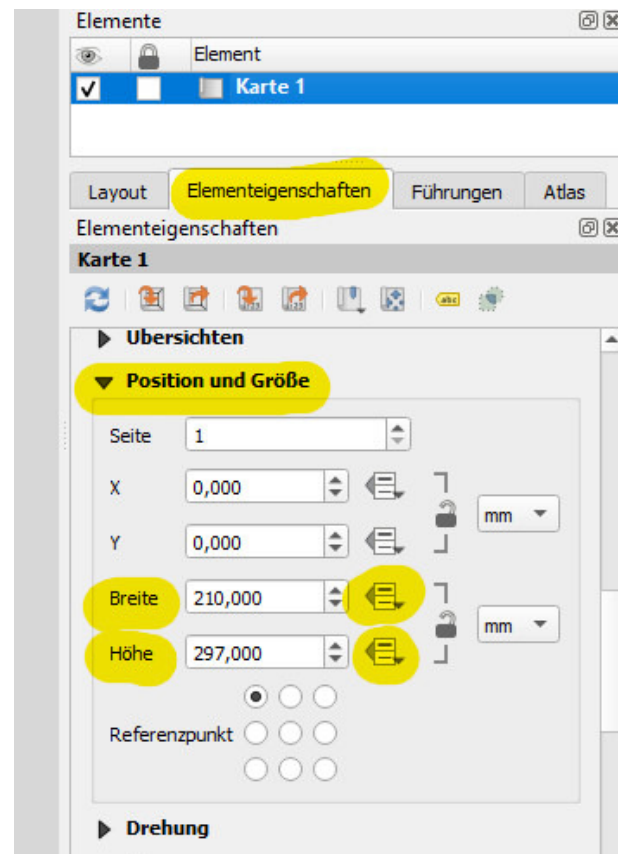 Elemente
Element
Karte 1
Layout Elementeigenschaften Führungen Atlas
Elementeigenschaften
Karte 1
Übersichten
Position und Größe
Seite 1
X 0,000
mm
Y 0,000
Breite 210,000
mm
Höhe 297,000
Referenzpunkt
Drehung